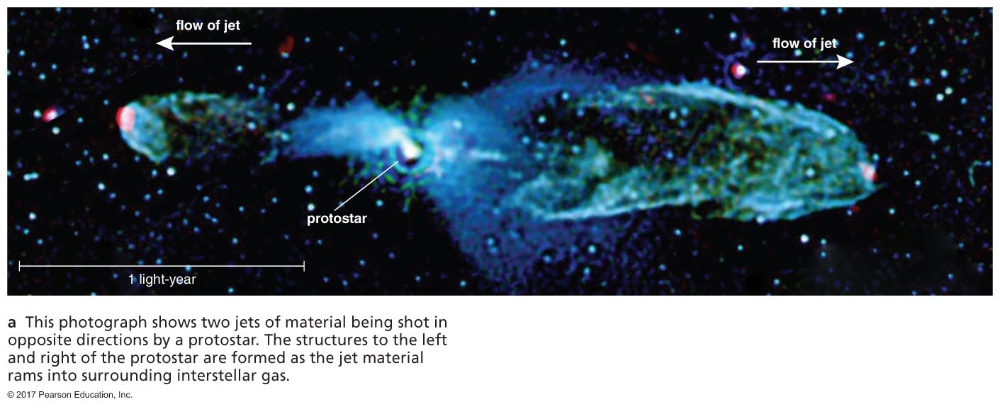 flow of jet
flow of jet
protostar
1 light-year
a This photograph shows two jets of material being shot in
opposite directions by a protostar. The structures to the left
and right of the protostar are formed as the jet material
rams into surrounding interstellar gas.
© 2017 Pearson Education, Inc.